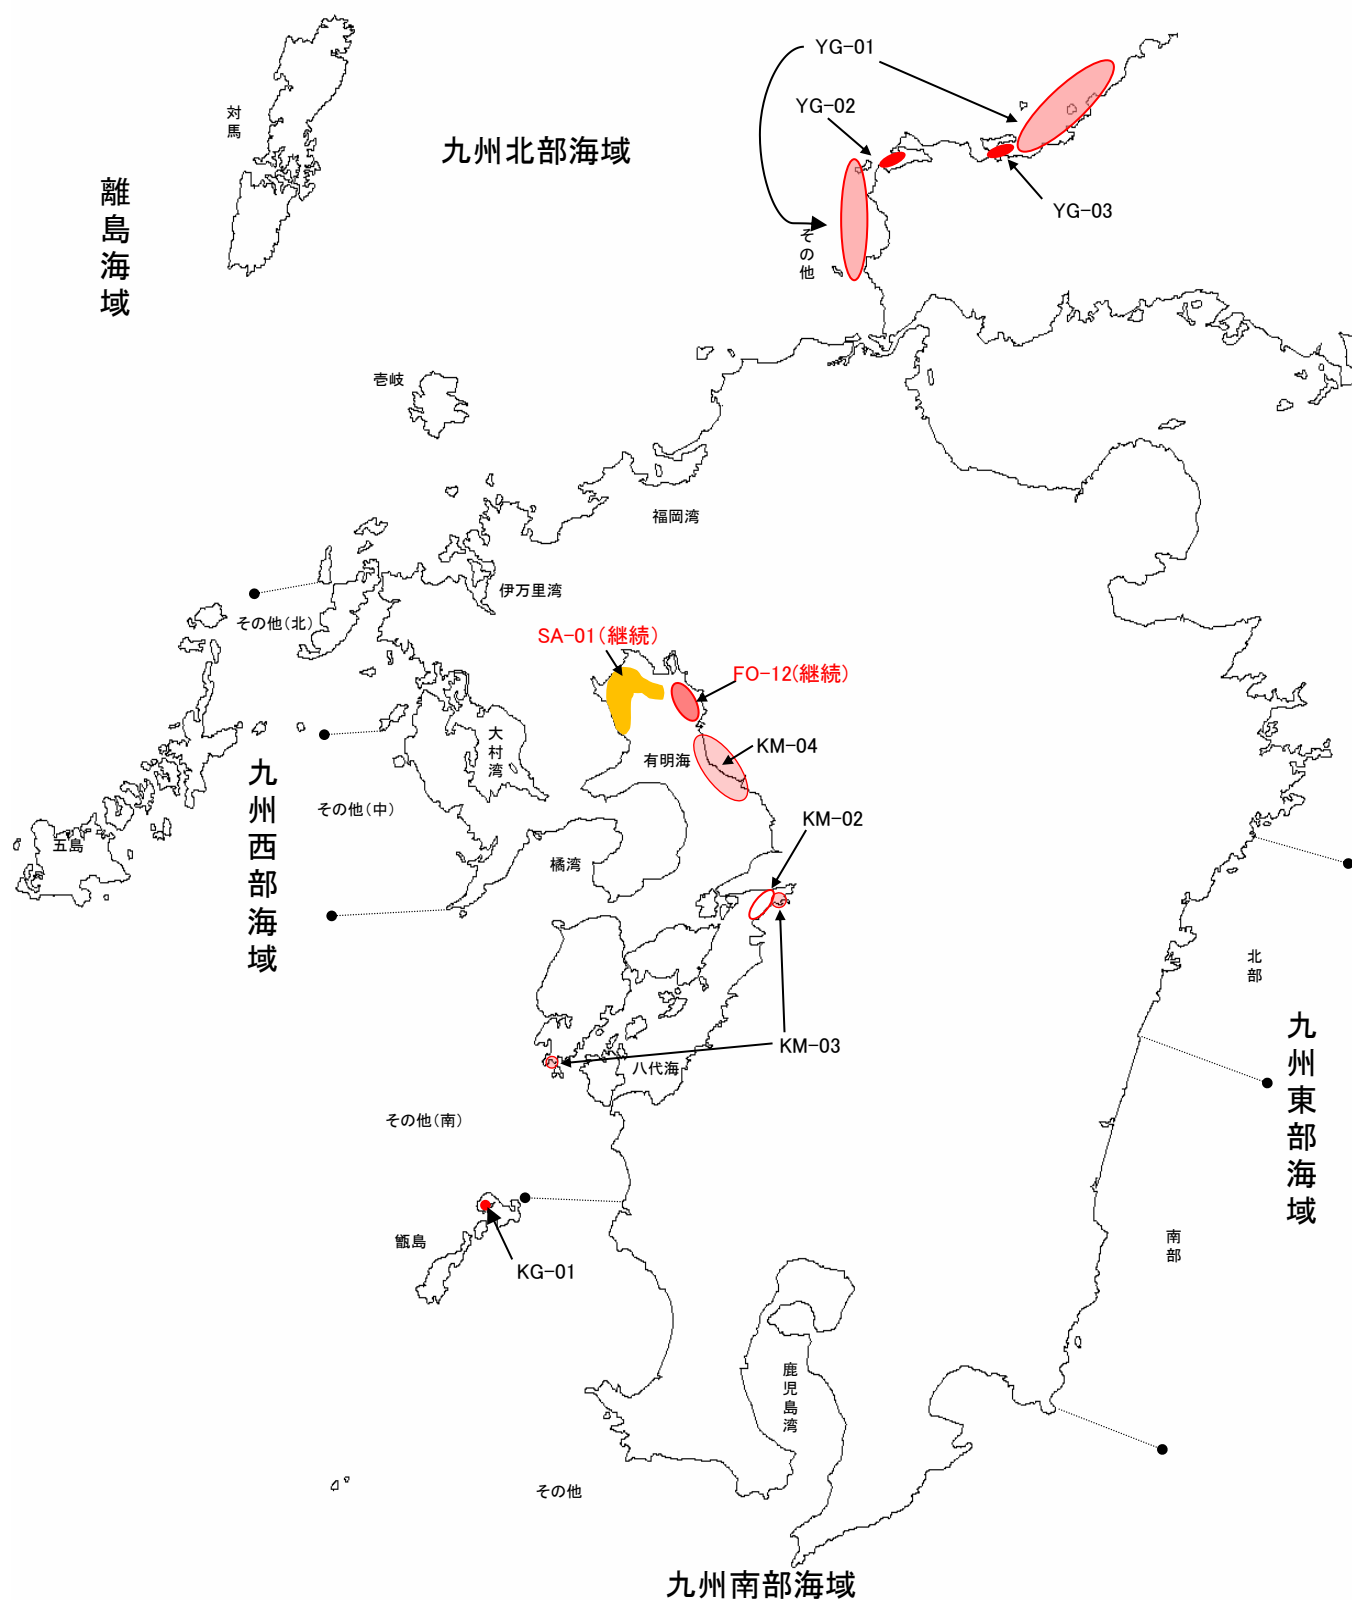 YG-01
YG-02
対馬
九州北部海域
離島海域
YG-03
その他
壱岐
福岡湾
伊万里湾
その他(北)
SA-01(継続)
FO-12(継続)
大村湾
有明海
KM-04
九州西部海域
その他(中)
KM-02
五島
橘湾
北部
九州東部海域
KM-03
八代海
その他(南)
甑島
南部
KG-01
鹿児島湾
その他
九州南部海域